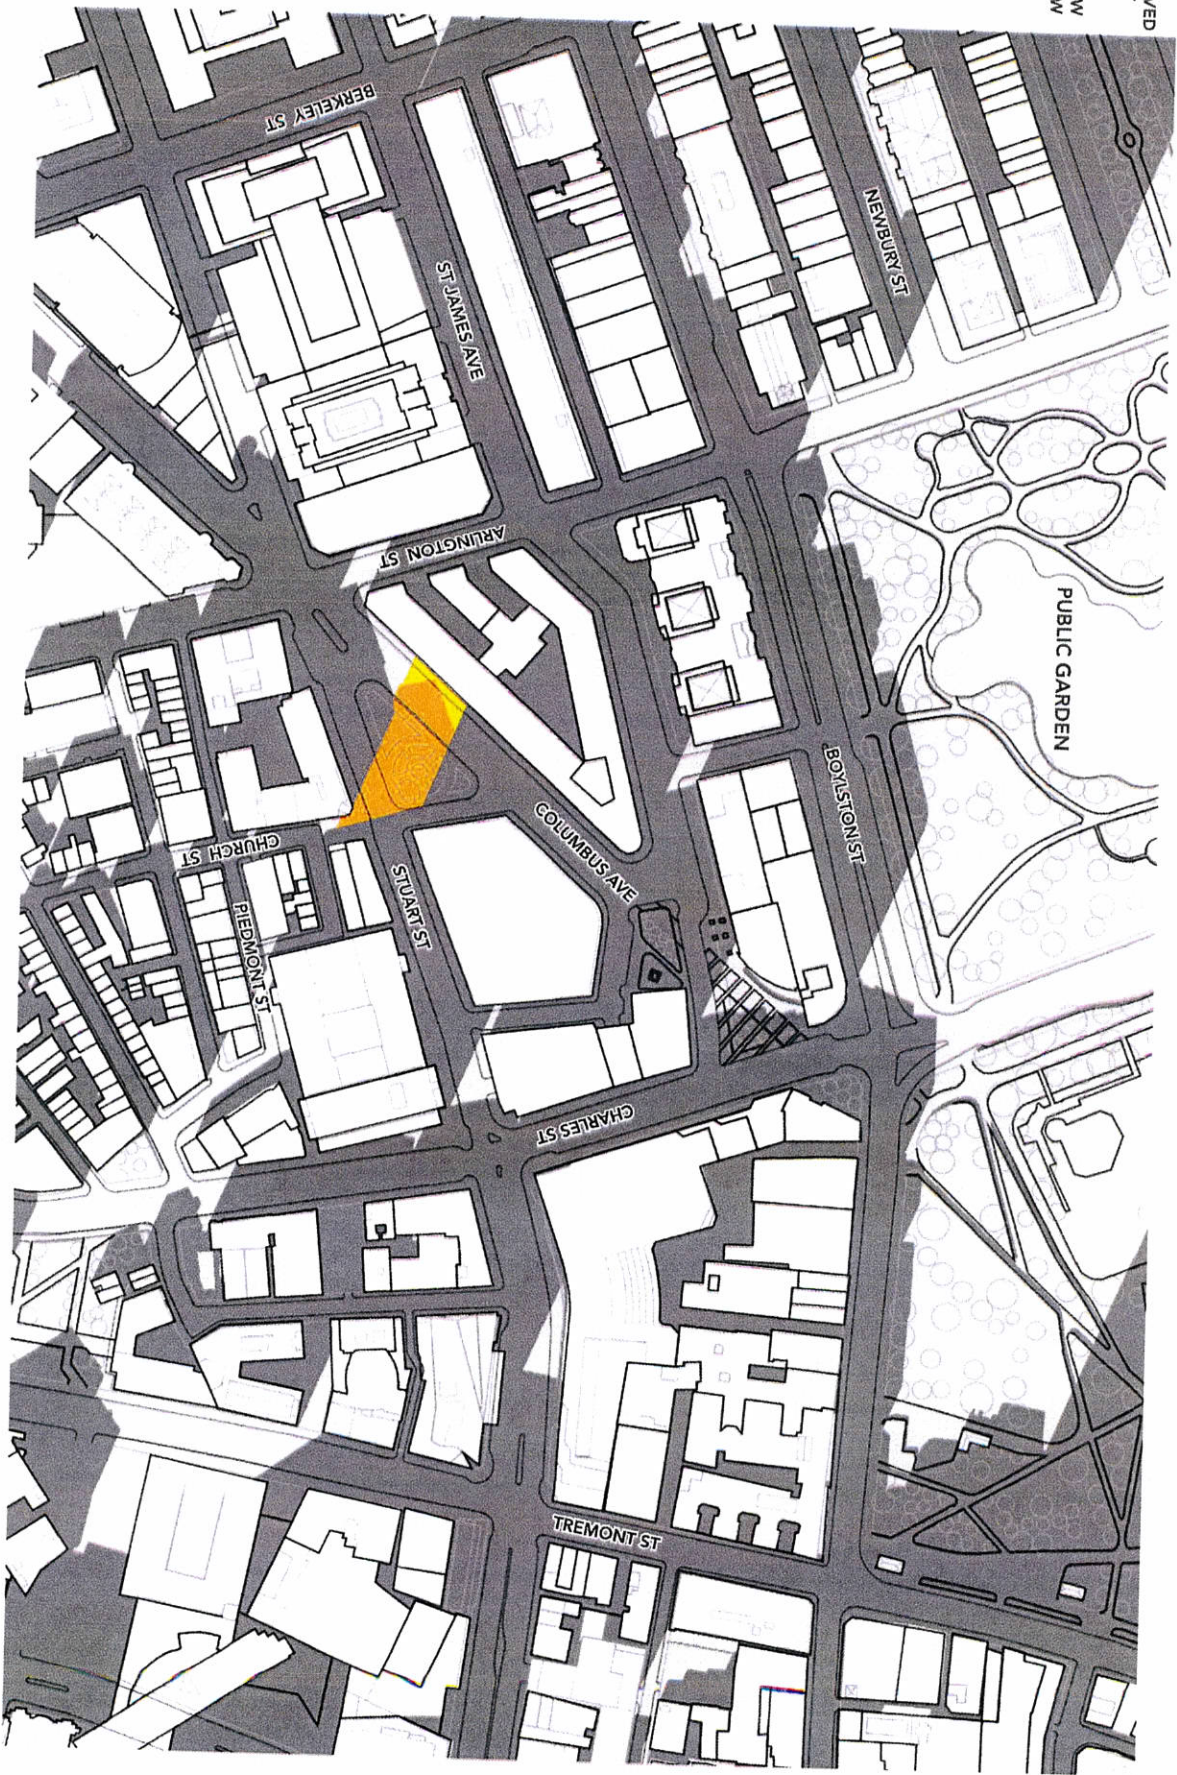 VED
W
W
BERKELEY ST
NEWBURY ST
ST JAMES AVE
ARLINGTON ST
PUBLIC GARDEN
BOYLSTON ST
COLUMBUS AVE
CHURCH ST
STUART ST
PIEDMONT ST
CHARLES ST
TREMONT ST